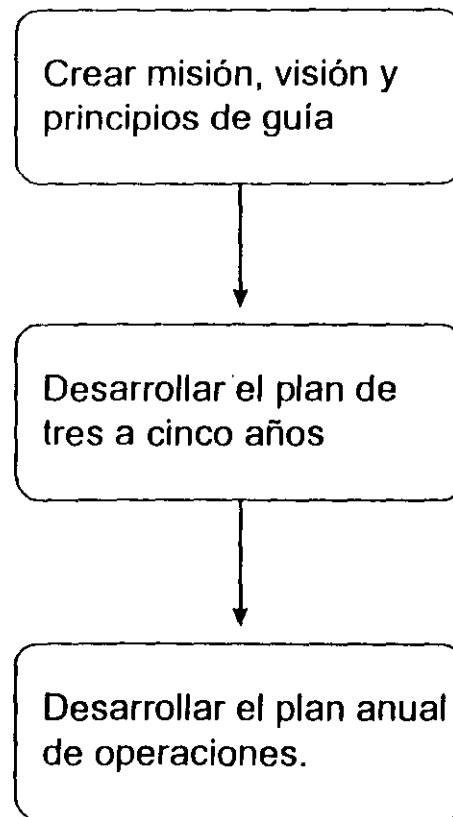 Crear misión, visión y
principios de guía
Desarrollar el plan de
tres a cinco años
Desarrollar el plan anual
de operaciones.